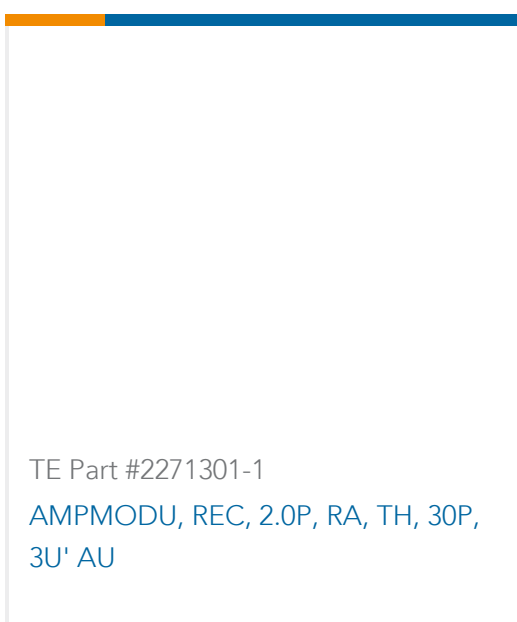 TE Part #2271301-1
AMPMODU, REC, 2.0P, RA, TH, 30P,
3U' AU